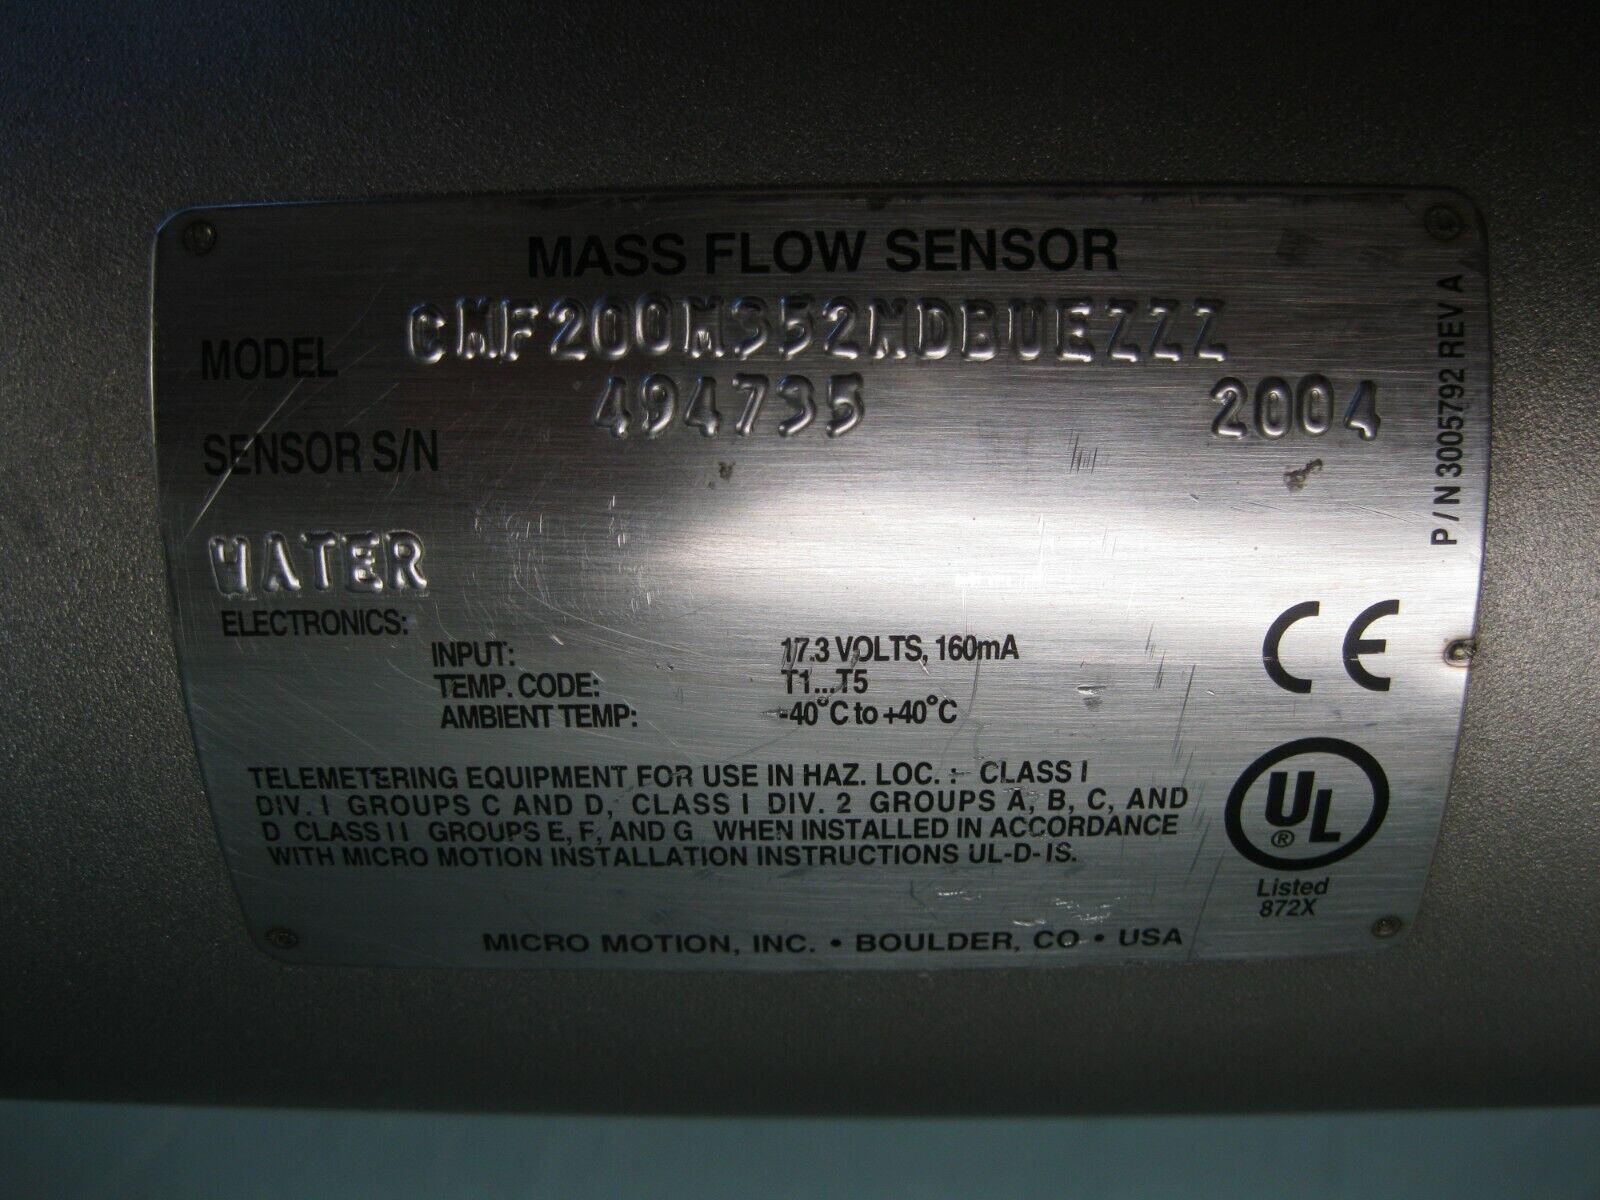 MASS FLOW SENSOR
MODEL CMF200M352MDBUEZZZ
SENSOR S/N 494735 2004
P/N 3005792 REV A
WATER
ELECTRONICS:
INPUT: 17.3 VOLTS, 160mA
TEMP. CODE: T1...T5
AMBIENT TEMP: -40°C to +40°C
CE
TELEMETERING EQUIPMENT FOR USE IN HAZ. LOC. : CLASS I
DIV. I GROUPS C AND D, CLASS I DIV. 2 GROUPS A, B, C, AND
D CLASS II GROUPS E, F, AND G WHEN INSTALLED IN ACCORDANCE
WITH MICRO MOTION INSTALLATION INSTRUCTIONS UL-D-IS.
UL ®
Listed
872X
MICRO MOTION, INC. • BOULDER, CO • USA